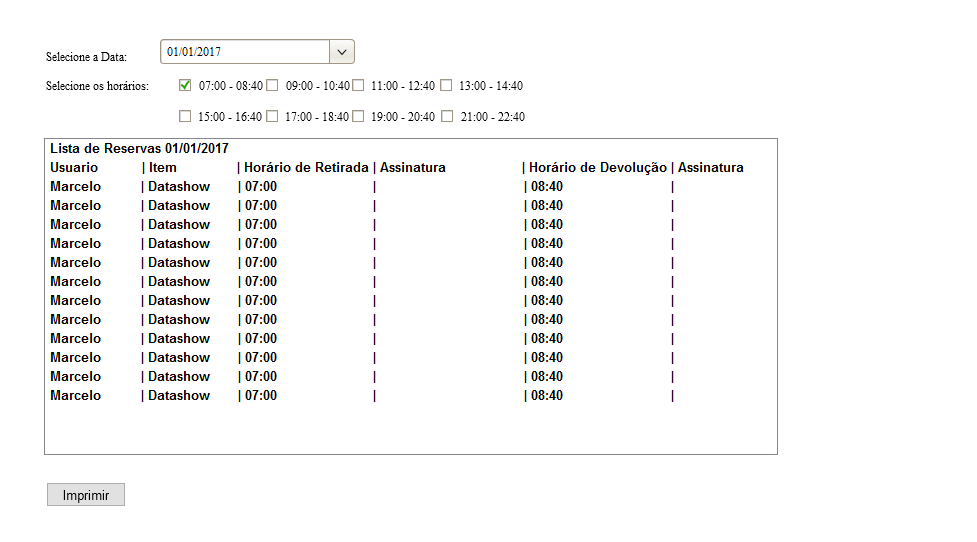 Selecione a Data: 01/01/2017
Selecione os horários: 07:00 - 08:40 09:00 - 10:40 11:00 - 12:40 13:00 - 14:40
15:00 - 16:40 17:00 - 18:40 19:00 - 20:40 21:00 - 22:40
Lista de Reservas 01/01/2017
Usuario | Item | Horário de Retirada | Assinatura | Horário de Devolução | Assinatura
Marcelo | Datashow | 07:00 | | 08:40 |
Marcelo | Datashow | 07:00 | | 08:40 |
Marcelo | Datashow | 07:00 | | 08:40 |
Marcelo | Datashow | 07:00 | | 08:40 |
Marcelo | Datashow | 07:00 | | 08:40 |
Marcelo | Datashow | 07:00 | | 08:40 |
Marcelo | Datashow | 07:00 | | 08:40 |
Marcelo | Datashow | 07:00 | | 08:40 |
Marcelo | Datashow | 07:00 | | 08:40 |
Marcelo | Datashow | 07:00 | | 08:40 |
Marcelo | Datashow | 07:00 | | 08:40 |
Marcelo | Datashow | 07:00 | | 08:40 |
Imprimir